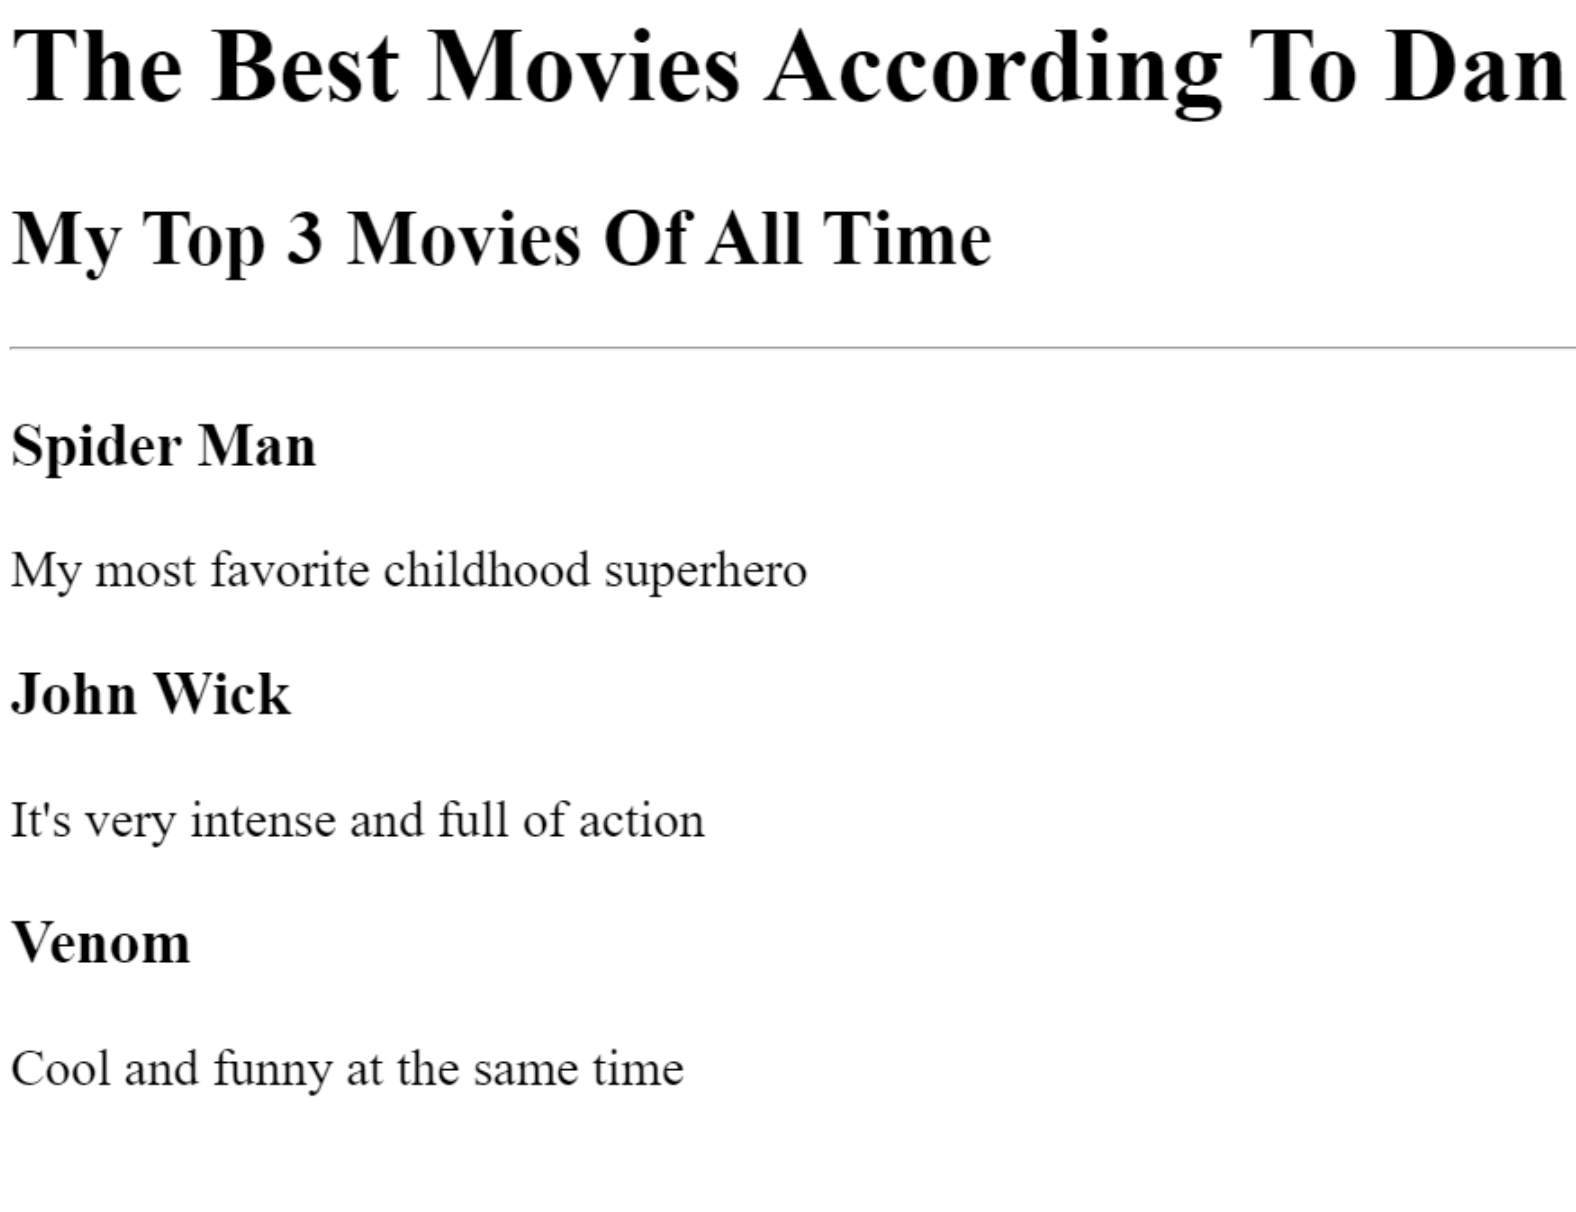 The Best Movies According To Dan
My Top 3 Movies Of All Time
Spider Man
My most favorite childhood superhero
John Wick
It's very intense and full of action
Venom
Cool and funny at the same time